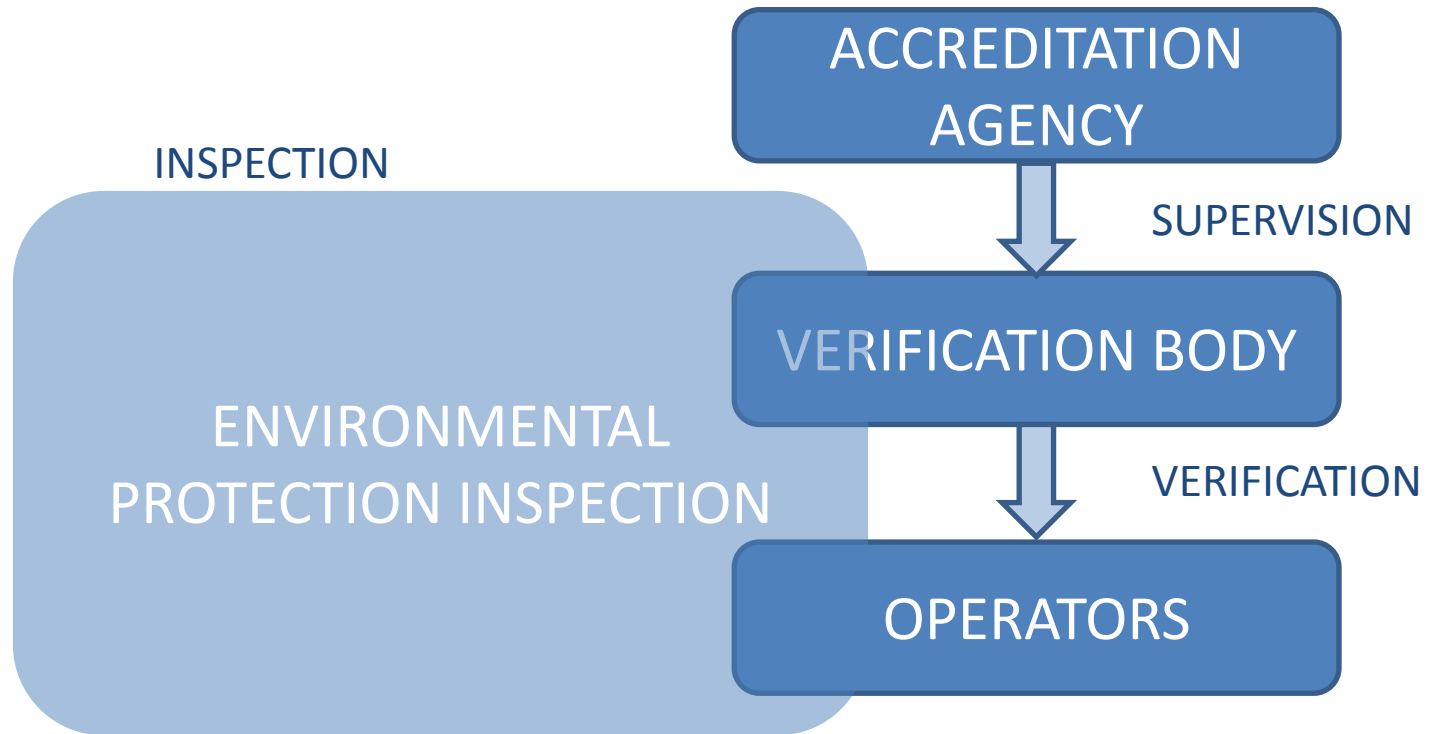 ACCREDITATION
AGENCY
INSPECTION
SUPERVISION
VERIFICATION BODY
ENVIRONMENTAL
PROTECTION INSPECTION
VERIFICATION
OPERATORS